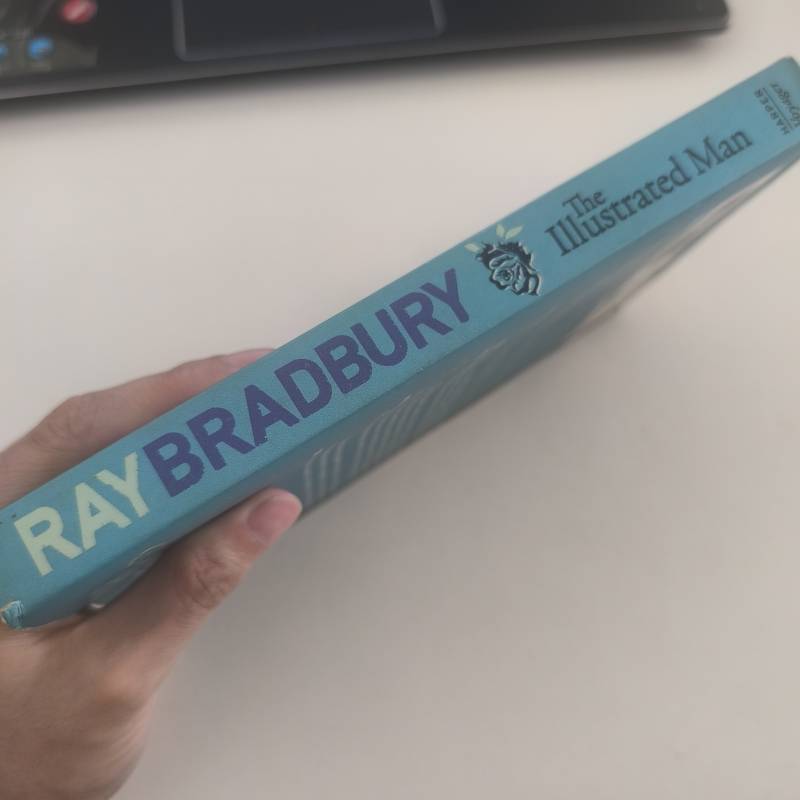 RAY BRADBURY
The
Illustrated Man
HARPER
Voyager